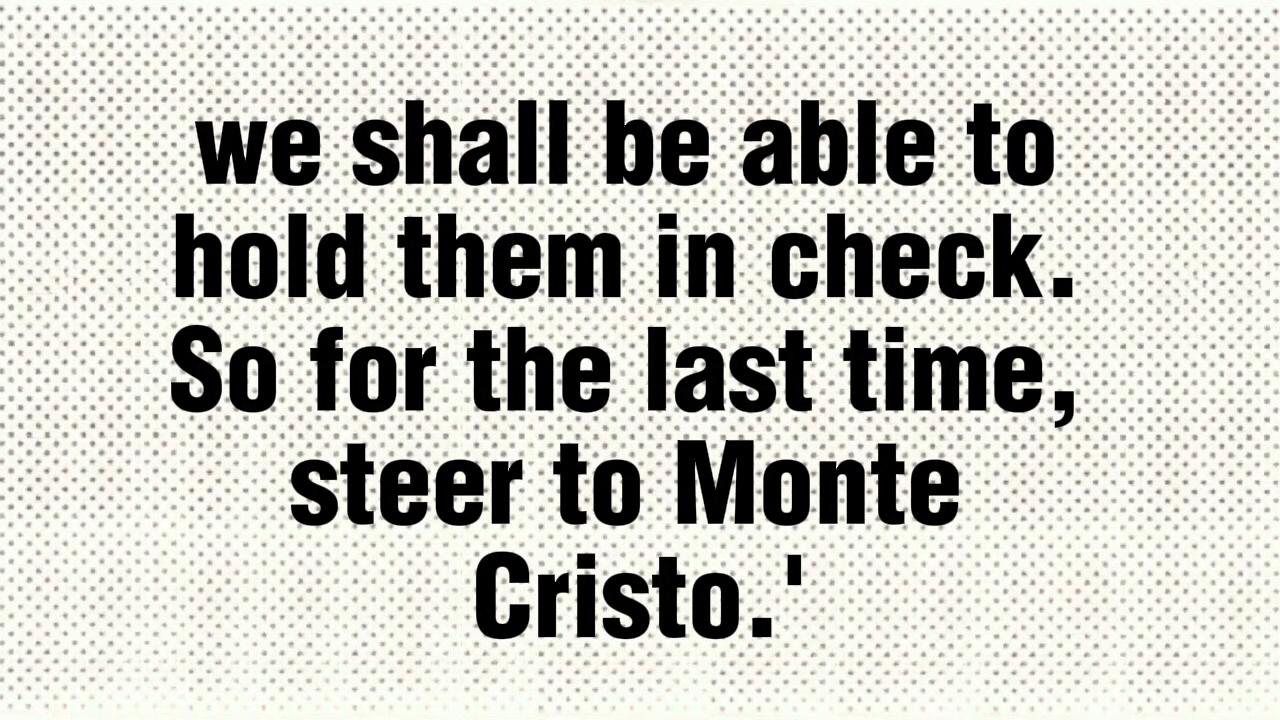 we shall be able to
hold them in check.
So for the last time,
steer to Monte
Cristo.'